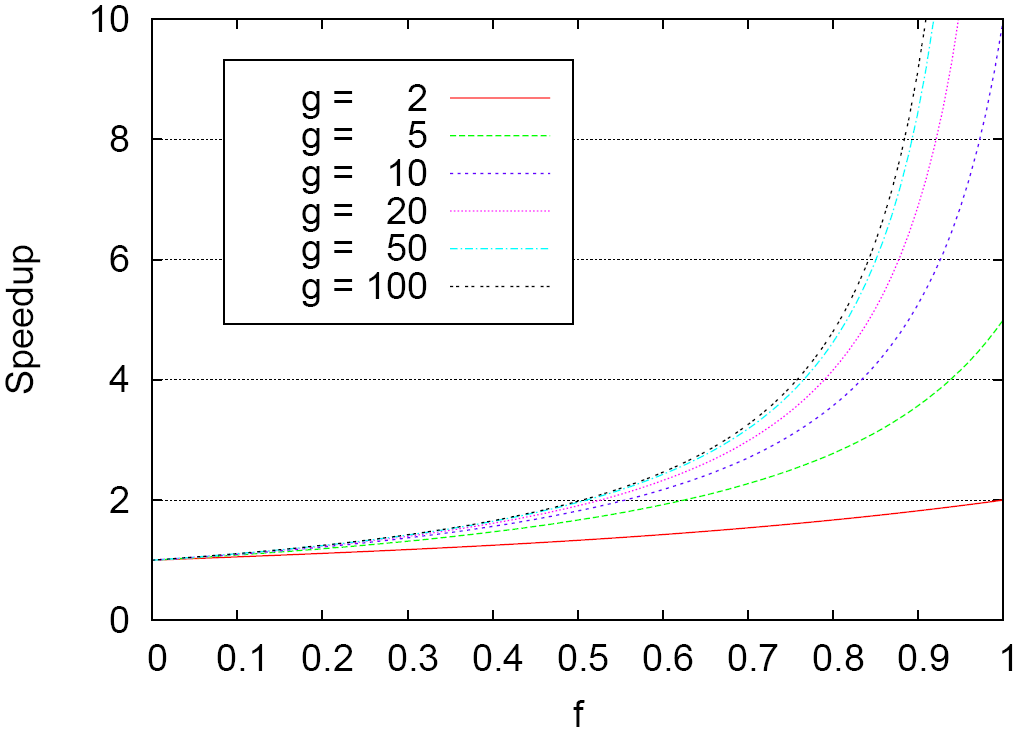 10
8
6
4
2
0
Speedup
g = 2
g = 5
g = 10
g = 20
g = 50
g = 100
0 0.1 0.2 0.3 0.4 0.5 0.6 0.7 0.8 0.9 1
f